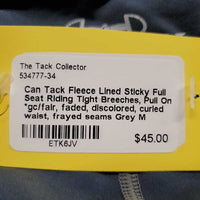 The Tack Collector
534777-34
Can Tack Fleece Lined Sticky Full
Seat Riding Tight Breeches, Pull On
*gc/fair, faded, discolored, curled
waist, frayed seams Grey M
ETK6JV
$45.00